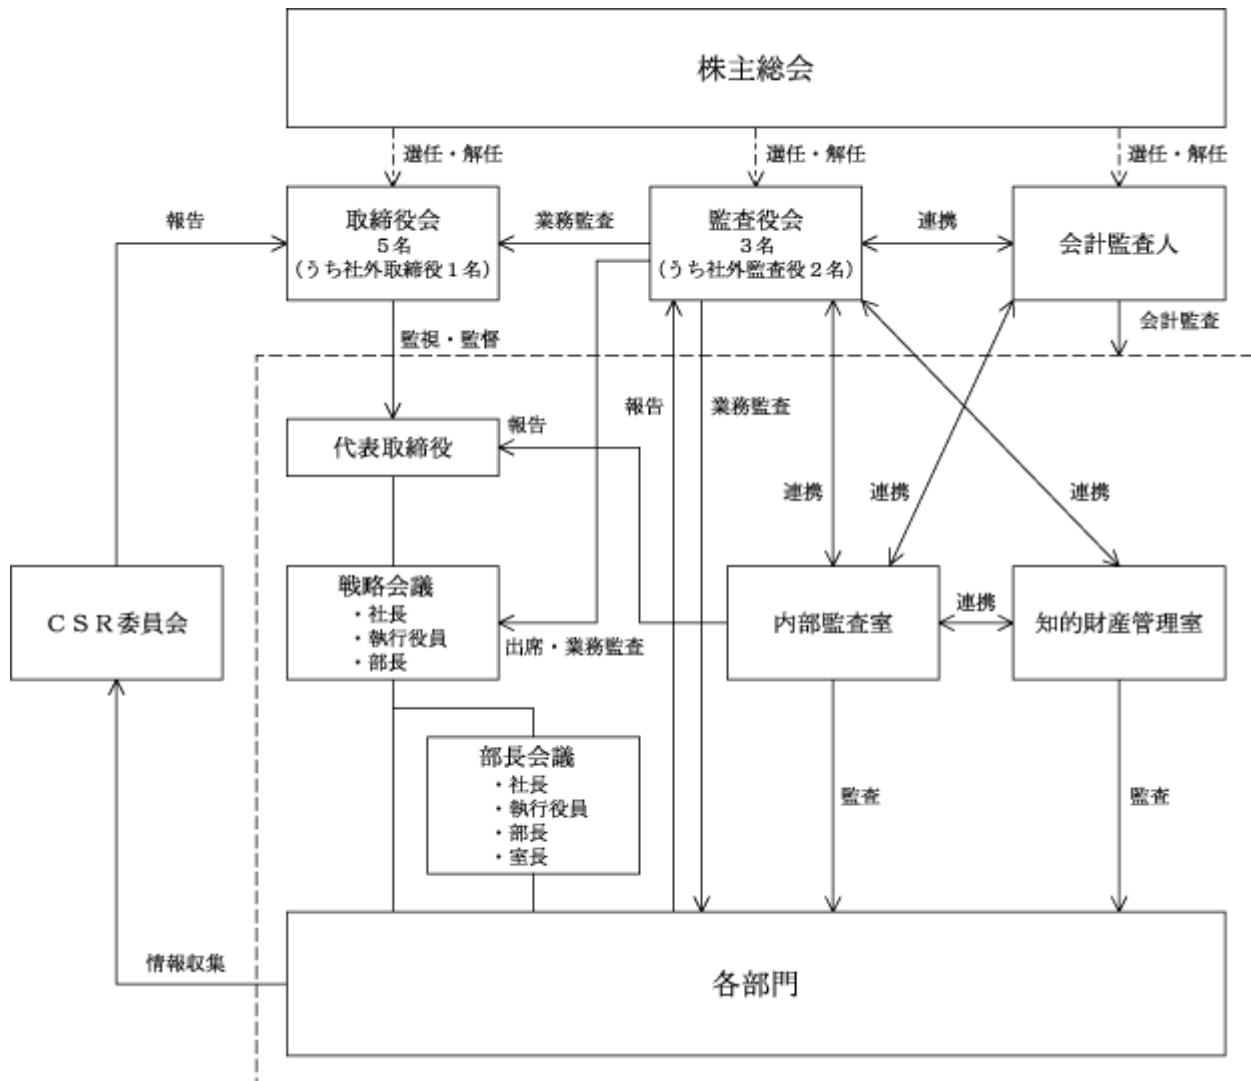 株主総会
選任・解任
選任・解任
選任・解任
取締役会
５名
（うち社外取締役１名）
監査役会
３名
（うち社外監査役２名）
会計監査人
報告
業務監査
連携
会計監査
監視・監督
報告
業務監査
代表取締役
報告
連携
連携
連携
ＣＳＲ委員会
戦略会議
・社長
・執行役員
・部長
出席・業務監査
内部監査室
連携
知的財産管理室
部長会議
・社長
・執行役員
・部長
・室長
監査
監査
情報収集
各部門